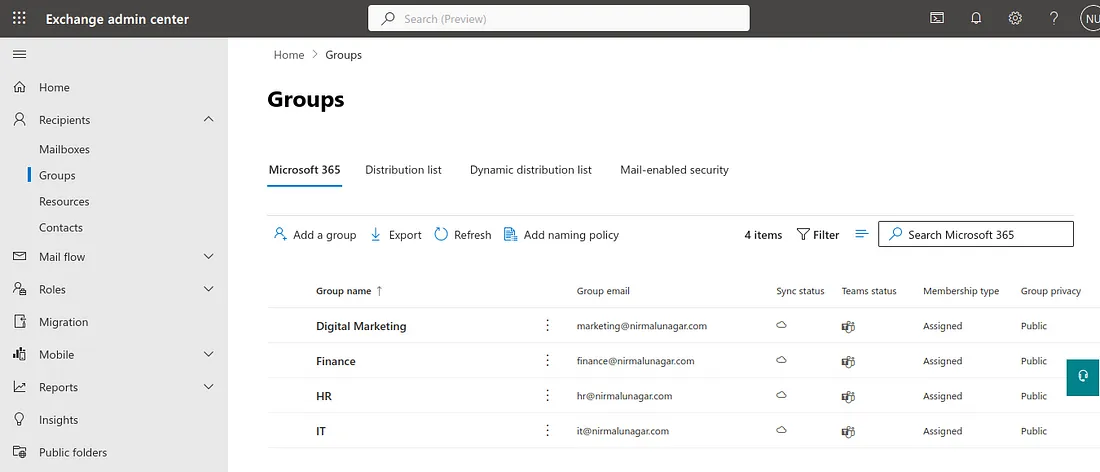 Exchange admin center
Search (Preview)
NU
Home
Recipients
Mailboxes
Groups
Resources
Contacts
Mail flow
Roles
Migration
Mobile
Reports
Insights
Public folders
Home > Groups
Groups
Microsoft 365 Distribution list Dynamic distribution list Mail-enabled security
Add a group Export Refresh Add naming policy 4 items Filter Search Microsoft 365
Group name ↑ Group email Sync status Teams status Membership type Group privacy
Digital Marketing marketing@nirmalunagar.com Assigned Public
Finance finance@nirmalunagar.com Assigned Public
HR hr@nirmalunagar.com Assigned Public
IT it@nirmalunagar.com Assigned Public